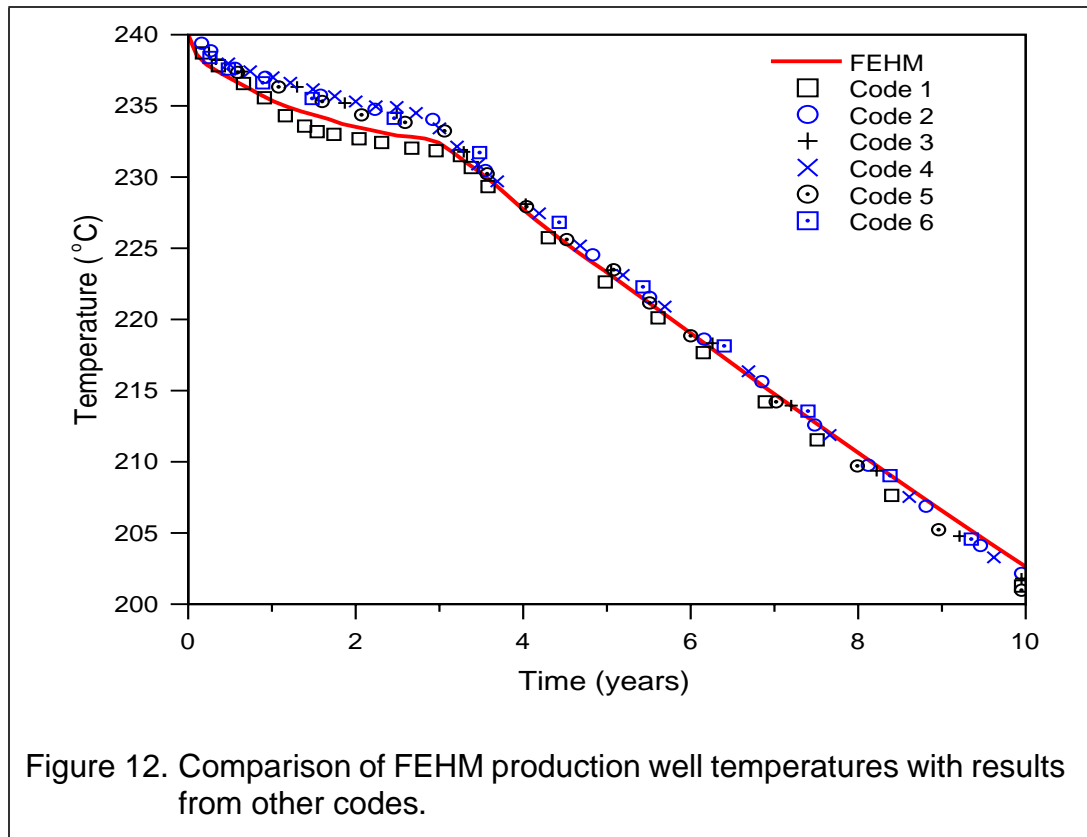 240
235
230
225
220
215
210
205
200
Temperature (°C)
0
2
4
6
8
10
Time (years)
FEHM
Code 1
Code 2
Code 3
Code 4
Code 5
Code 6
Figure 12. Comparison of FEHM production well temperatures with results
from other codes.